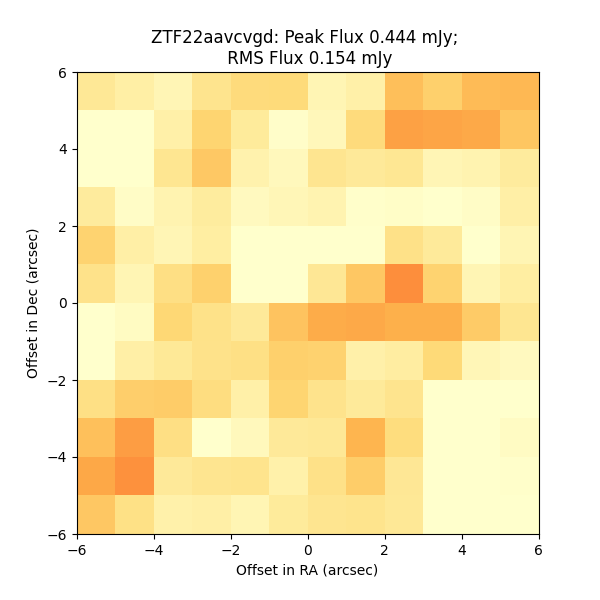 ZTF22aavcvgd: Peak Flux 0.444 mJy;
RMS Flux 0.154 mJy
6
4
2
0
−2
−4
−6
Offset in Dec (arcsec)
−6 −4 −2 0 2 4 6
Offset in RA (arcsec)